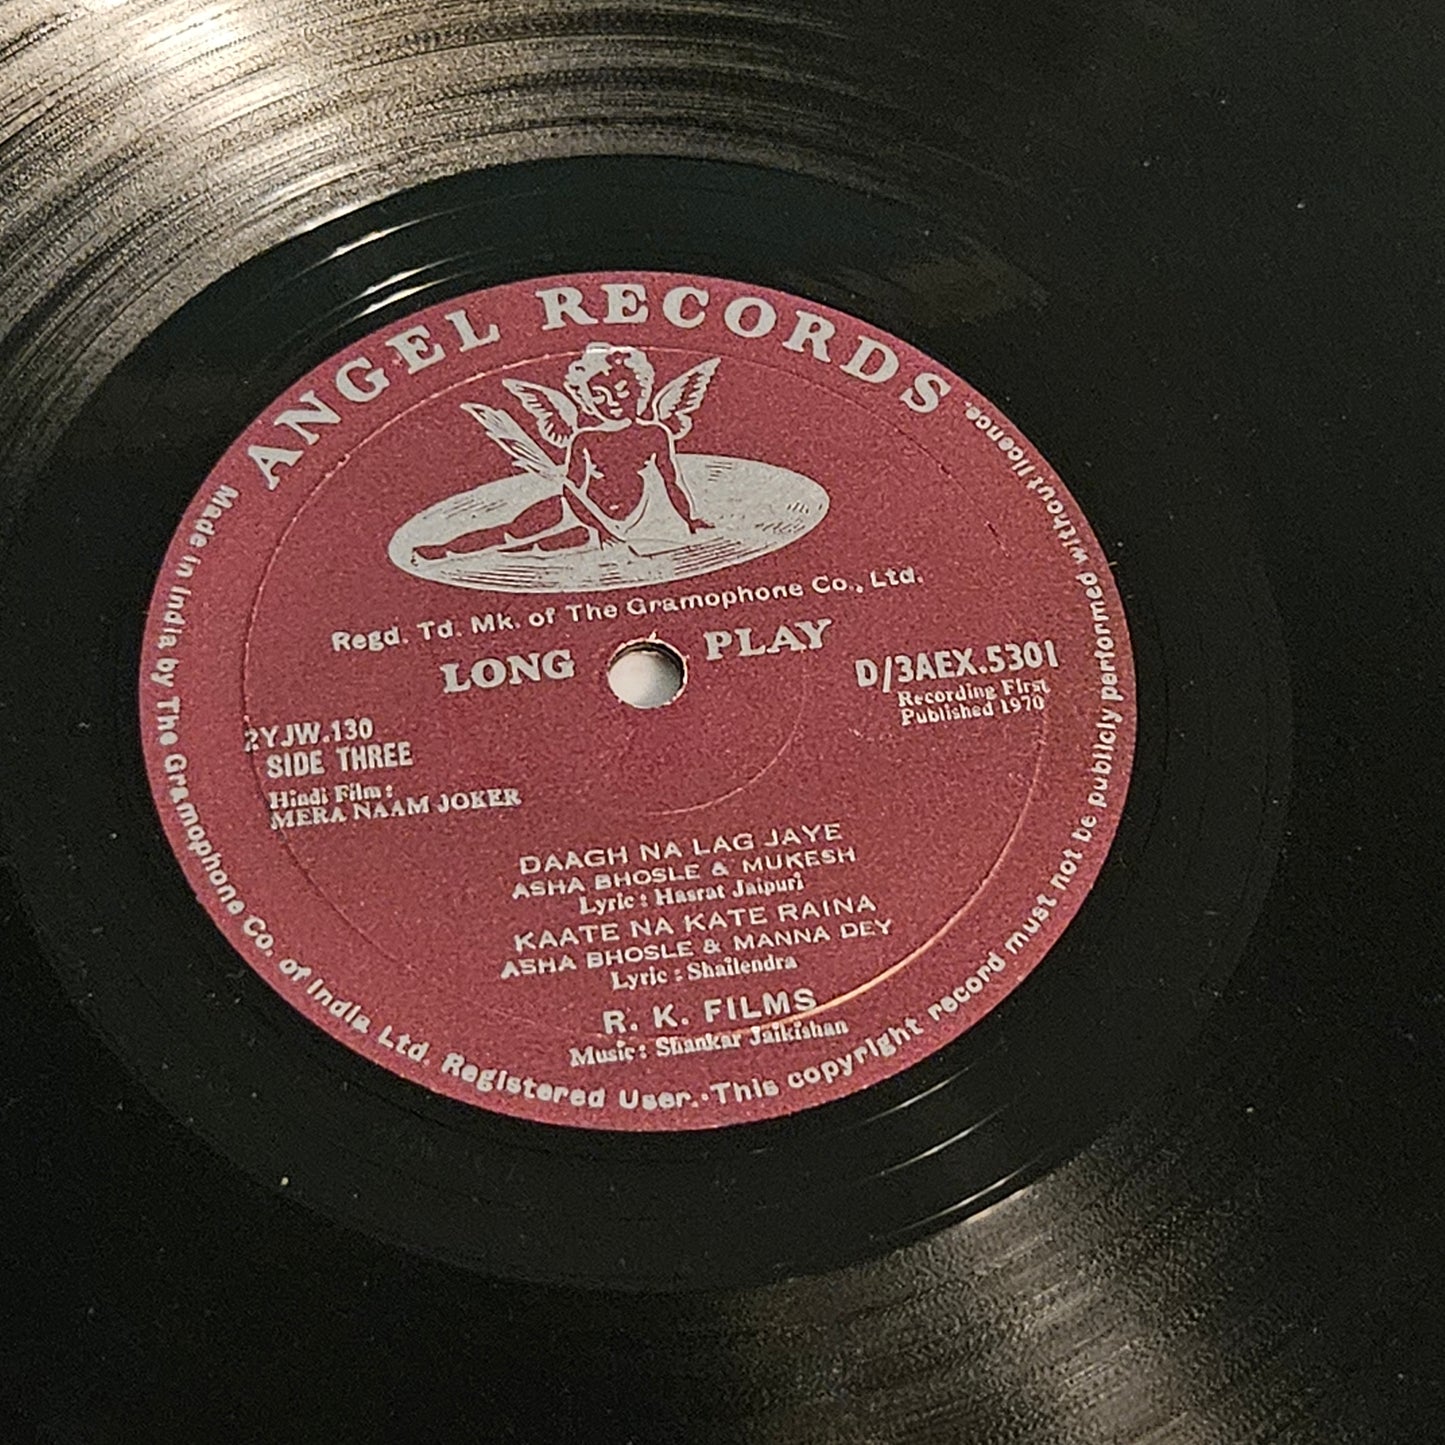 ANGEL RECORDS
Regd. Td. Mk. of The Gramophone Co., Ltd.
LONG PLAY
D/3AEX.5301
Recording First
Published 1970
2YJW.130
SIDE THREE
Hindi Film:
MERA NAAM JOKER
DAAGH NA LAG JAYE
ASHA BHOSLE & MUKESH
Lyric: Hasrat Jaipuri
KAATE NA KATE RAINA
ASHA BHOSLE & MANNA DEY
Lyric: Shailendra
R. K. FILMS
Music: Shankar Jaikishan
Made in India by The Gramophone Co. of India Ltd. Registered User.·This copyright record must not be publicly performed without licence.